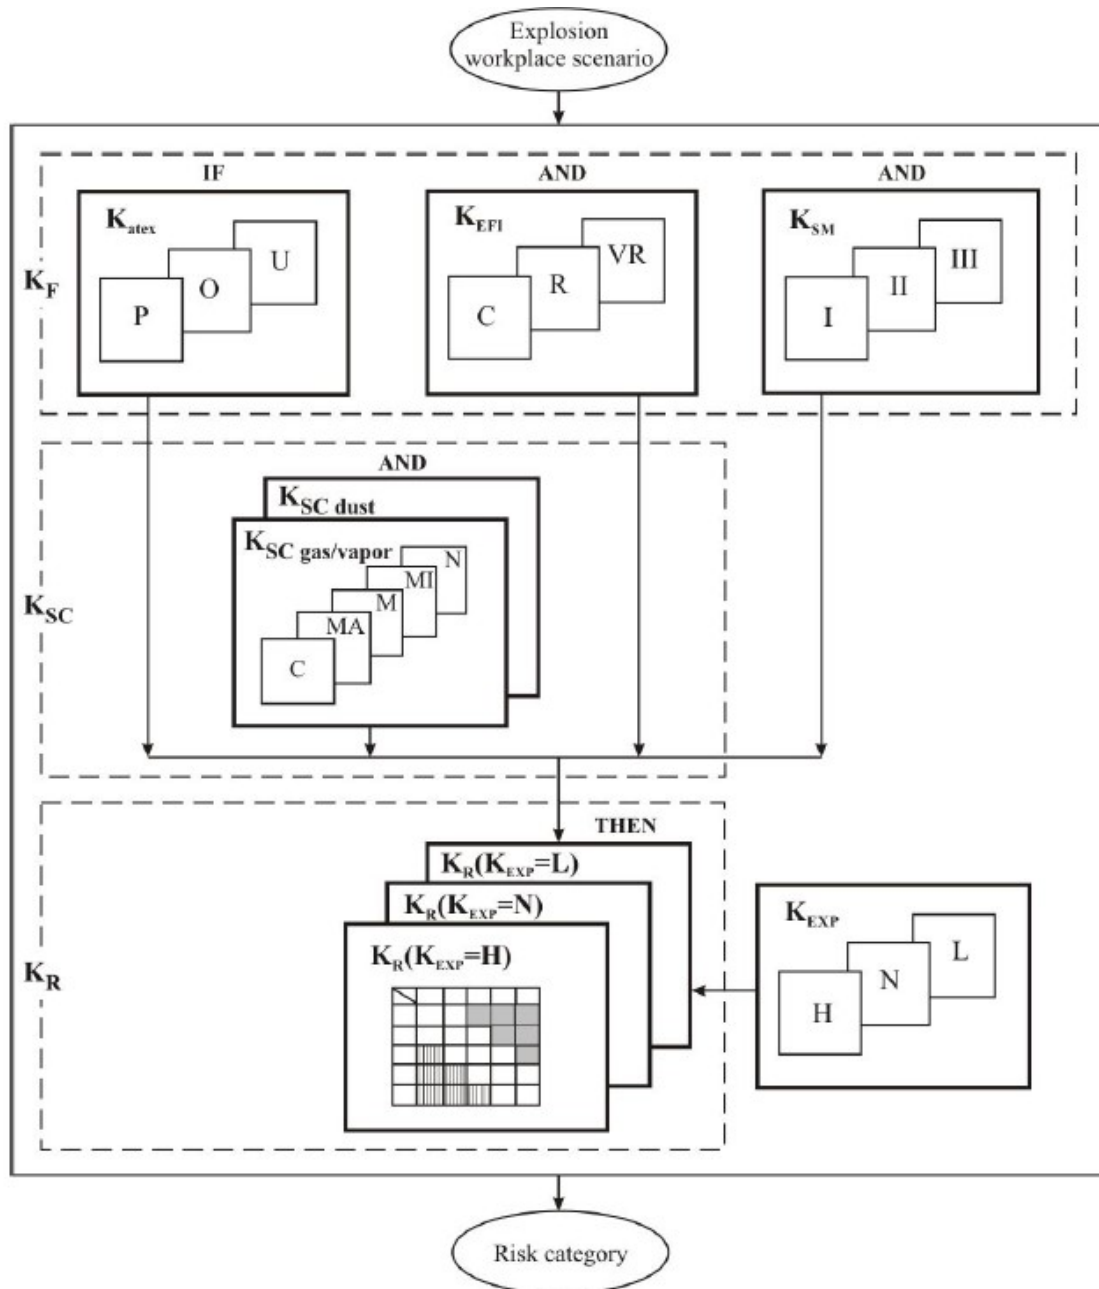 Explosion
workplace scenario
IF
AND
AND
K_F
K_atex
P
O
U
K_EFI
C
R
VR
K_SM
I
II
III
K_SC
AND
K_SC dust
K_SC gas/vapor
C
MA
M
MI
N
K_R
THEN
K_R(K_EXP=L)
K_R(K_EXP=N)
K_R(K_EXP=H)
K_EXP
H
N
L
Risk category